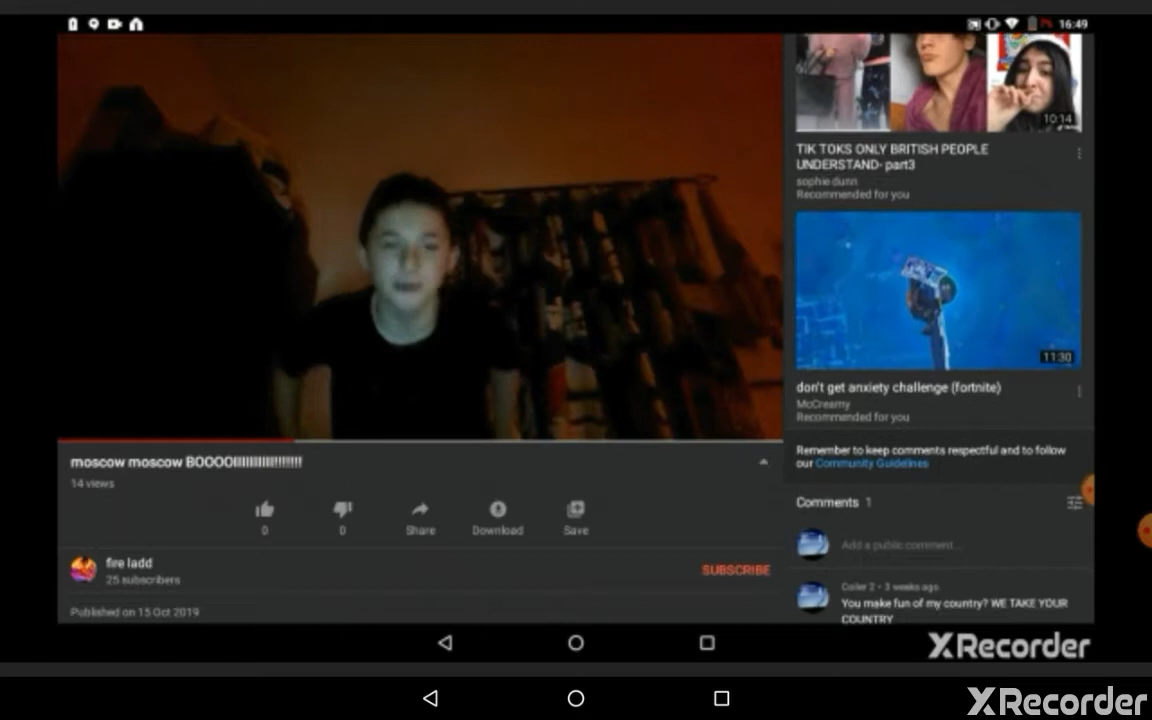 16:49
10:14
TIK TOKS ONLY BRITISH PEOPLE
UNDERSTAND- part3
sophie dunn
Recommended for you
11:30
don't get anxiety challenge (fortnite)
McCreamy
Recommended for you
Remember to keep comments respectful and to follow
our Community Guidelines
Comments 1
Add a public comment...
Coiler 2 • 3 weeks ago
You make fun of my country? WE TAKE YOUR
COUNTRY
moscow moscow BOOOOIIIIIIIIIIIIIII!!!!!!!!!
14 views
0
0
Share
Download
Save
fire ladd
25 subscribers
SUBSCRIBE
Published on 15 Oct 2019
XRecorder
XRecorder